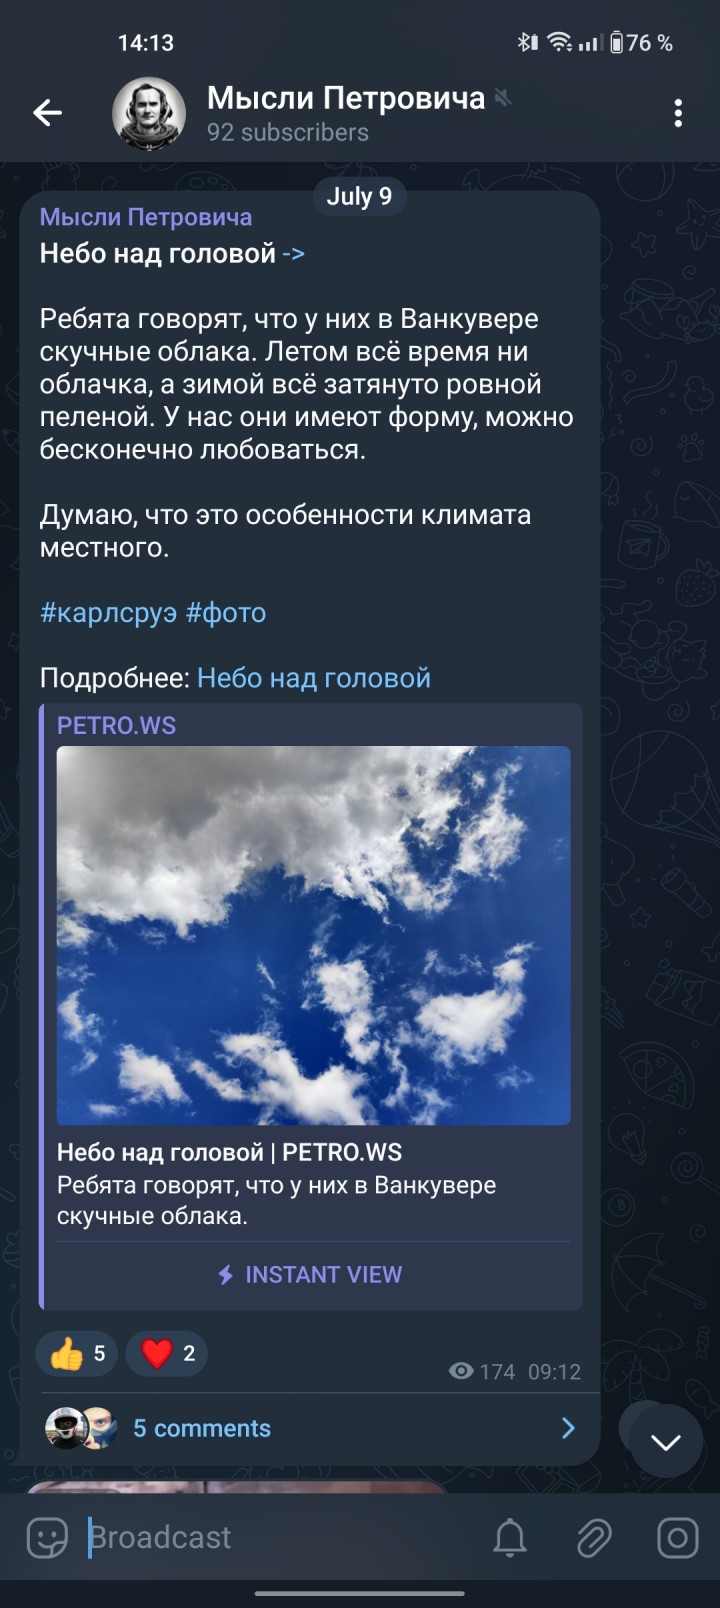 14:13
76 %
Мысли Петровича
92 subscribers
July 9
Мысли Петровича
Небо над головой ->
Ребята говорят, что у них в Ванкувере
скучные облака. Летом всё время ни
облачка, а зимой всё затянуто ровной
пеленой. У нас они имеют форму, можно
бесконечно любоваться.
Думаю, что это особенности климата
местного.
#карлсруэ #фото
Подробнее: Небо над головой
PETRO.WS
Небо над головой | PETRO.WS
Ребята говорят, что у них в Ванкувере
скучные облака.
INSTANT VIEW
5 2
174 09:12
5 comments
Broadcast